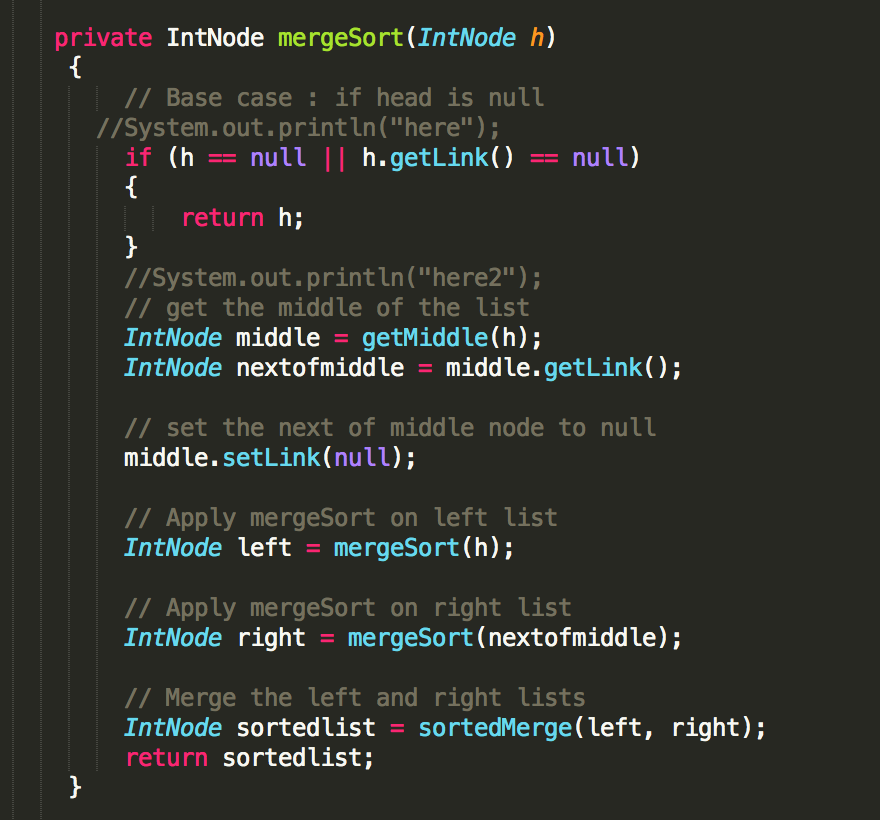 private IntNode mergeSort(IntNode h)
{
// Base case : if head is null
//System.out.println("here");
if (h == null || h.getLink() == null)
{
return h;
}
//System.out.println("here2");
// get the middle of the list
IntNode middle = getMiddle(h);
IntNode nextofmiddle = middle.getLink();
// set the next of middle node to null
middle.setLink(null);
// Apply mergeSort on left list
IntNode left = mergeSort(h);
// Apply mergeSort on right list
IntNode right = mergeSort(nextofmiddle);
// Merge the left and right lists
IntNode sortedlist = sortedMerge(left, right);
return sortedlist;
}